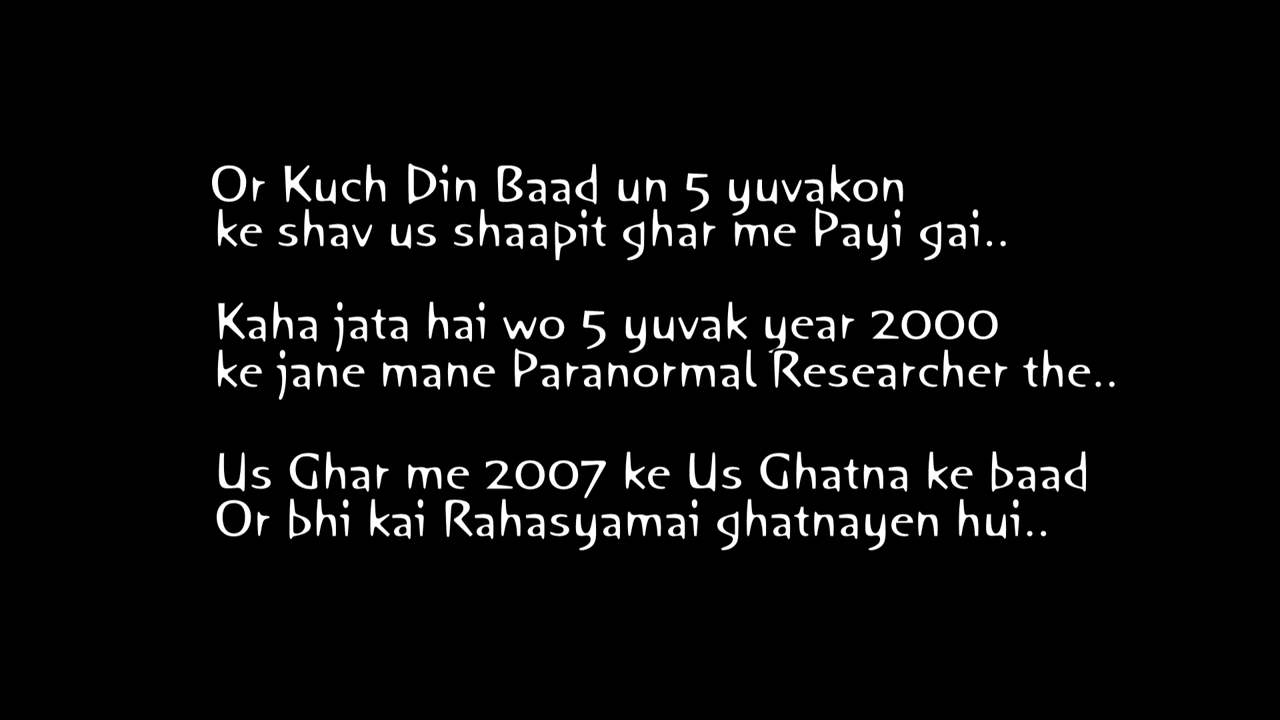 Or Kuch Din Baad un 5 yuvakon
ke shav us shaapit ghar me Payi gai..
Kaha jata hai wo 5 yuvak year 2000
ke jane mane Paranormal Researcher the..
Us Ghar me 2007 ke Us Ghatna ke baad
Or bhi kai Rahasyamai ghatnayen hui..